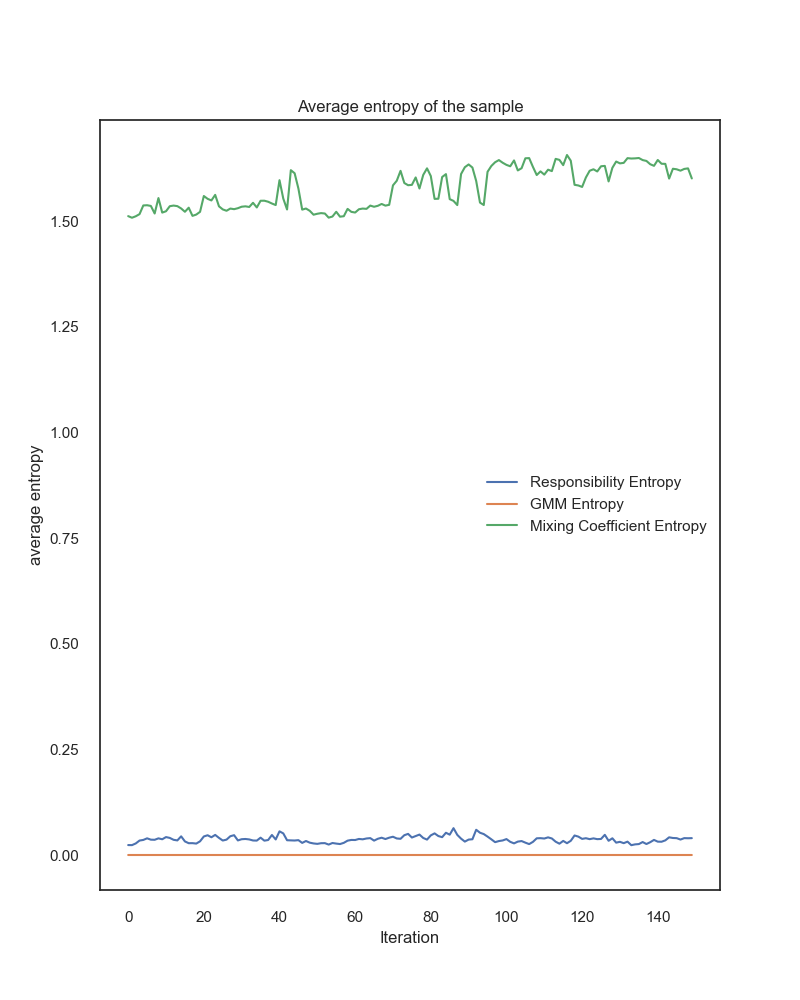 Average entropy of the sample
average entropy
1.50
1.25
1.00
0.75
0.50
0.25
0.00
Responsibility Entropy
GMM Entropy
Mixing Coefficient Entropy
0 20 40 60 80 100 120 140
Iteration